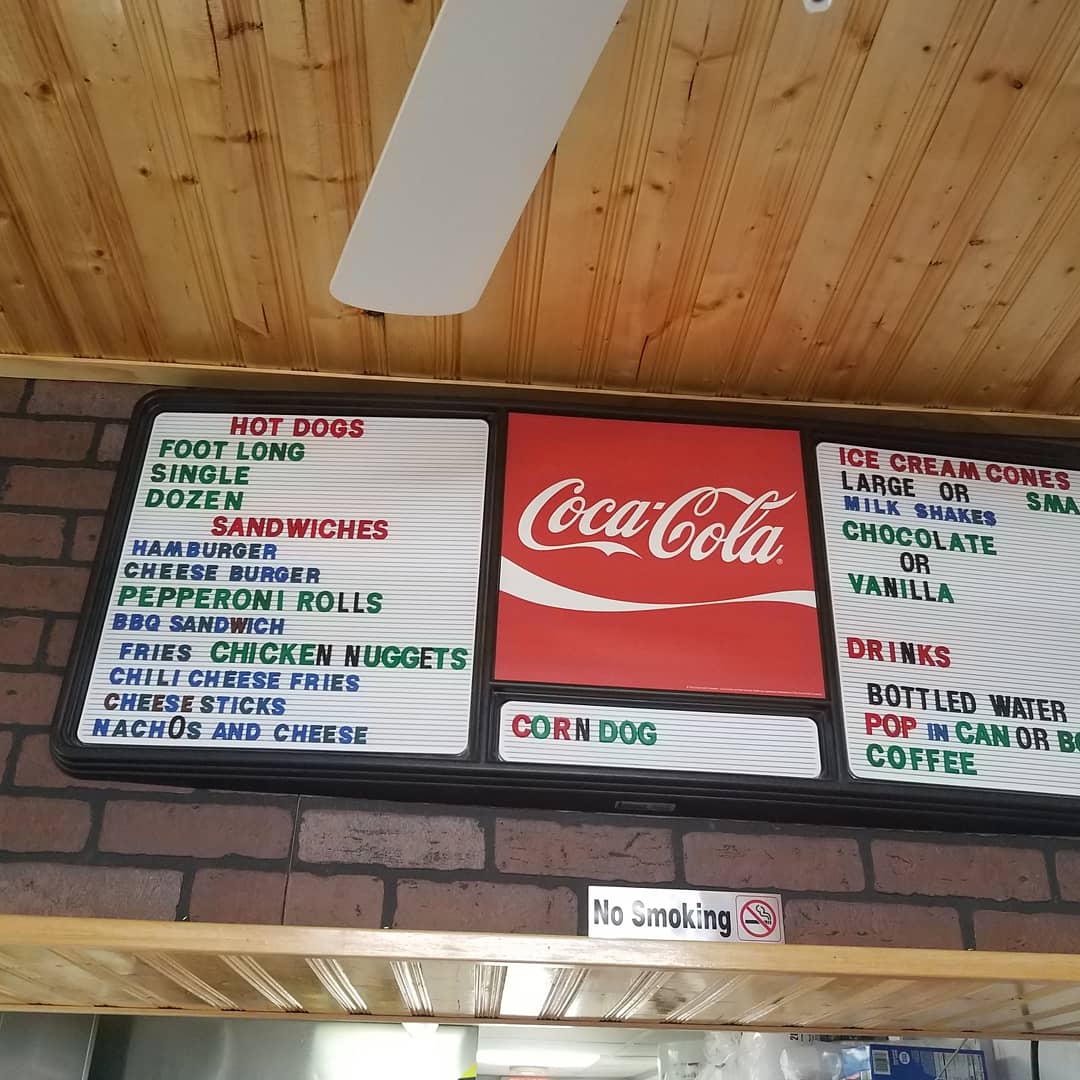 HOT DOGS
FOOT LONG
SINGLE
DOZEN
SANDWICHES
HAMBURGER
CHEESE BURGER
PEPPERONI ROLLS
BBQ SANDWICH
FRIES CHICKEN NUGGETS
CHILI CHEESE FRIES
CHEESE STICKS
NACHOS AND CHEESE
Coca-Cola
CORN DOG
ICE CREAM CONES
LARGE OR SMA
MILK SHAKES
CHOCOLATE
OR
VANILLA
DRINKS
BOTTLED WATER
POP IN CAN OR BO
COFFEE
No Smoking